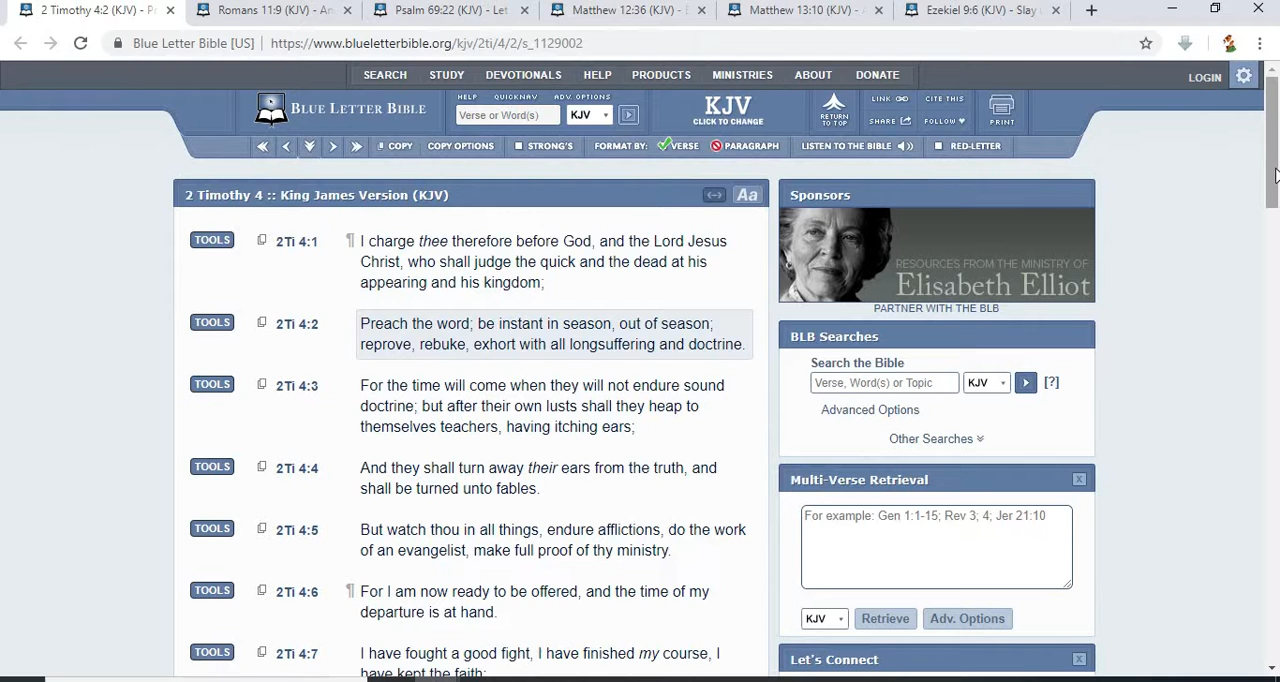 2 Timothy 4:2 (KJV) - P
Romans 11:9 (KJV) - An
Psalm 69:22 (KJV) - Let
Matthew 12:36 (KJV) -
Matthew 13:10 (KJV) -
Ezekiel 9:6 (KJV) - Slay
Blue Letter Bible [US]
https://www.blueletterbible.org/kjv/2ti/4/2/s_1129002
SEARCH STUDY DEVOTIONALS HELP PRODUCTS MINISTRIES ABOUT DONATE
LOGIN
BLUE LETTER BIBLE
HELP QUICKNAV ADV. OPTIONS
Verse or Word(s) KJV
KJV
CLICK TO CHANGE
RETURN
TO TOP
LINK CITE THIS
SHARE FOLLOW
PRINT
COPY COPY OPTIONS STRONG'S FORMAT BY: VERSE PARAGRAPH LISTEN TO THE BIBLE RED-LETTER
2 Timothy 4 :: King James Version (KJV) Aa
TOOLS 2Ti 4:1 ¶ I charge thee therefore before God, and the Lord Jesus
Christ, who shall judge the quick and the dead at his
appearing and his kingdom;
TOOLS 2Ti 4:2 Preach the word; be instant in season, out of season;
reprove, rebuke, exhort with all longsuffering and doctrine.
TOOLS 2Ti 4:3 For the time will come when they will not endure sound
doctrine; but after their own lusts shall they heap to
themselves teachers, having itching ears;
TOOLS 2Ti 4:4 And they shall turn away their ears from the truth, and
shall be turned unto fables.
TOOLS 2Ti 4:5 But watch thou in all things, endure afflictions, do the work
of an evangelist, make full proof of thy ministry.
TOOLS 2Ti 4:6 ¶ For I am now ready to be offered, and the time of my
departure is at hand.
TOOLS 2Ti 4:7 I have fought a good fight, I have finished my course, I
have kept the faith:
Sponsors
RESOURCES FROM THE MINISTRY OF
Elisabeth Elliot
PARTNER WITH THE BLB
BLB Searches
Search the Bible
Verse, Word(s) or Topic KJV [?]
Advanced Options
Other Searches
Multi-Verse Retrieval X
For example: Gen 1:1-15; Rev 3; 4; Jer 21:10
KJV Retrieve Adv. Options
Let's Connect X